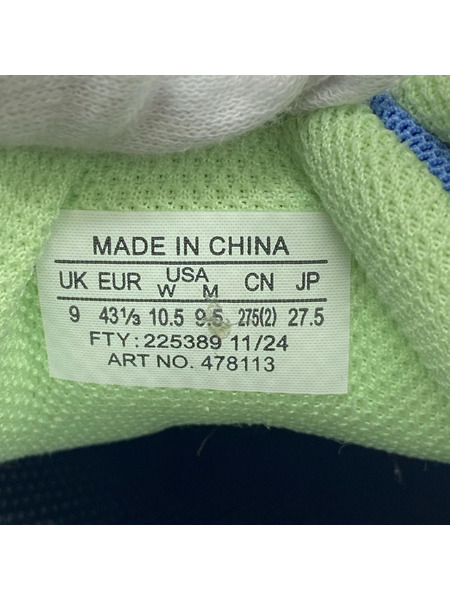 MADE IN CHINA
UK EUR USA W M CN JP
9 43⅓ 10.5 9.5 275(2) 27.5
FTY: 225389 11/24
ART NO. 478113